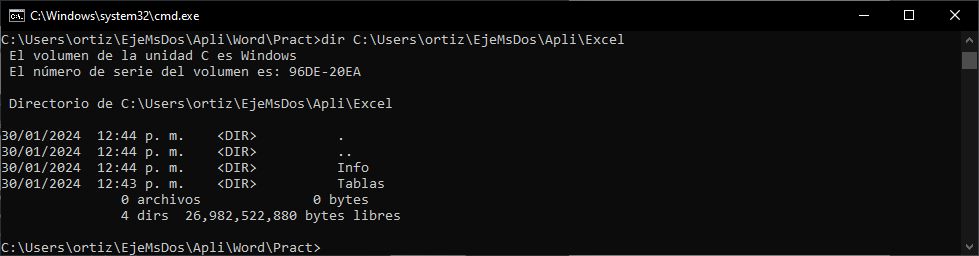 C:\Windows\system32\cmd.exe
C:\Users\ortiz\EjeMsDos\Apli\Word\Pract>dir C:\Users\ortiz\EjeMsDos\Apli\Excel
 El volumen de la unidad C es Windows
 El número de serie del volumen es: 96DE-20EA

 Directorio de C:\Users\ortiz\EjeMsDos\Apli\Excel

30/01/2024  12:44 p. m.    <DIR>          .
30/01/2024  12:44 p. m.    <DIR>          ..
30/01/2024  12:44 p. m.    <DIR>          Info
30/01/2024  12:43 p. m.    <DIR>          Tablas
               0 archivos              0 bytes
               4 dirs  26,982,522,880 bytes libres

C:\Users\ortiz\EjeMsDos\Apli\Word\Pract>